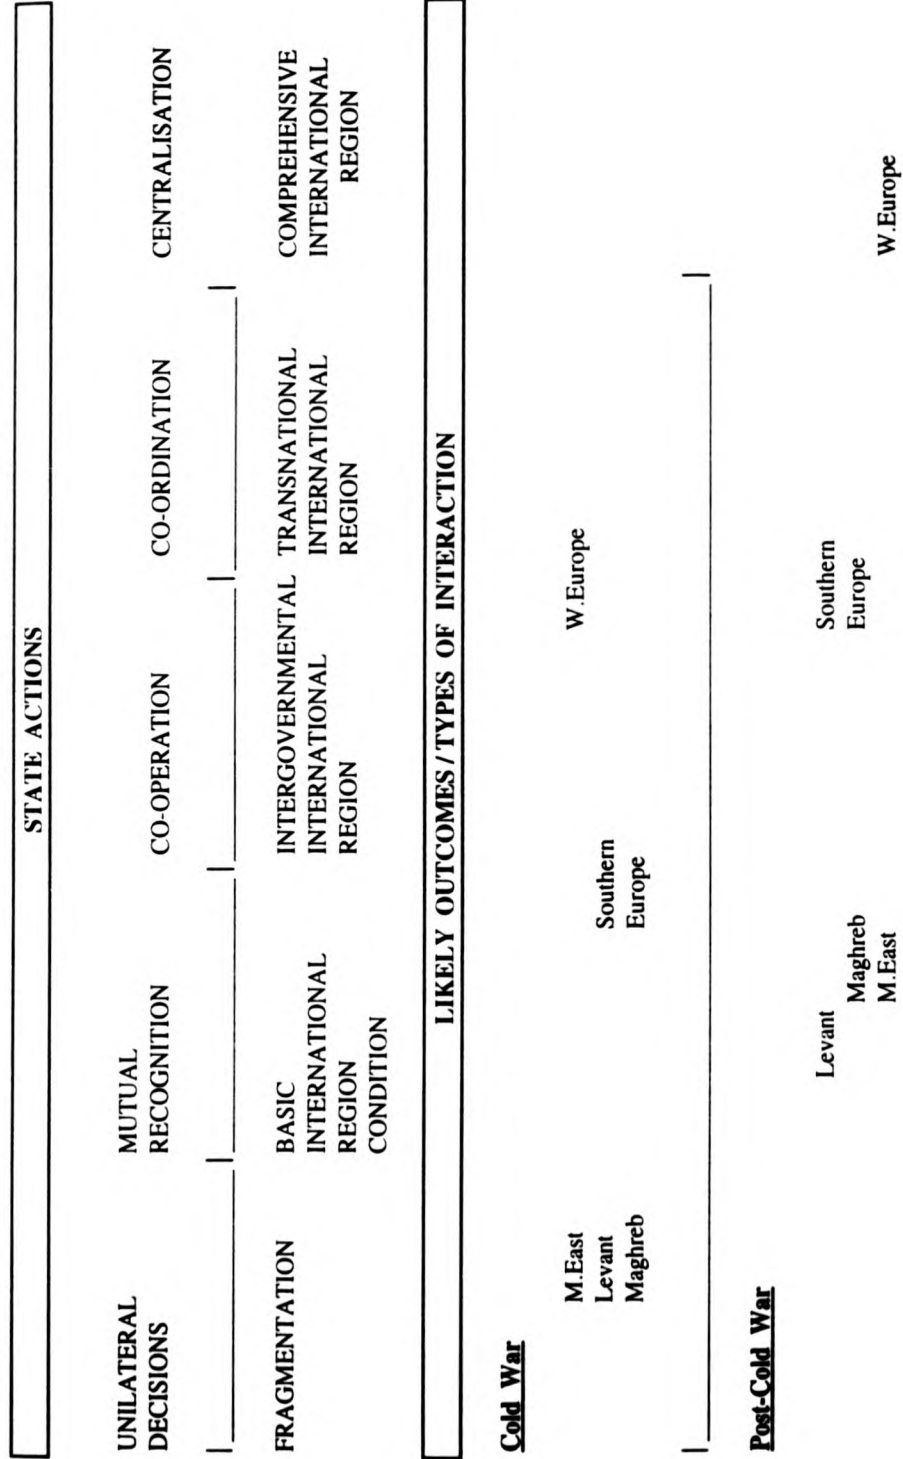 STATE ACTIONS
UNILATERAL
DECISIONS
MUTUAL
RECOGNITION
CO-OPERATION
CO-ORDINATION
CENTRALISATION
FRAGMENTATION
BASIC
INTERNATIONAL
REGION
CONDITION
INTERGOVERNMENTAL
INTERNATIONAL
REGION
TRANSNATIONAL
INTERNATIONAL
REGION
COMPREHENSIVE
INTERNATIONAL
REGION
LIKELY OUTCOMES/TYPES OF INTERACTION
Cold War
M.East
Levant
Maghreb
Southern
Europe
W.Europe
Post-Cold War
Levant
Maghreb
M.East
Southern
Europe
W.Europe